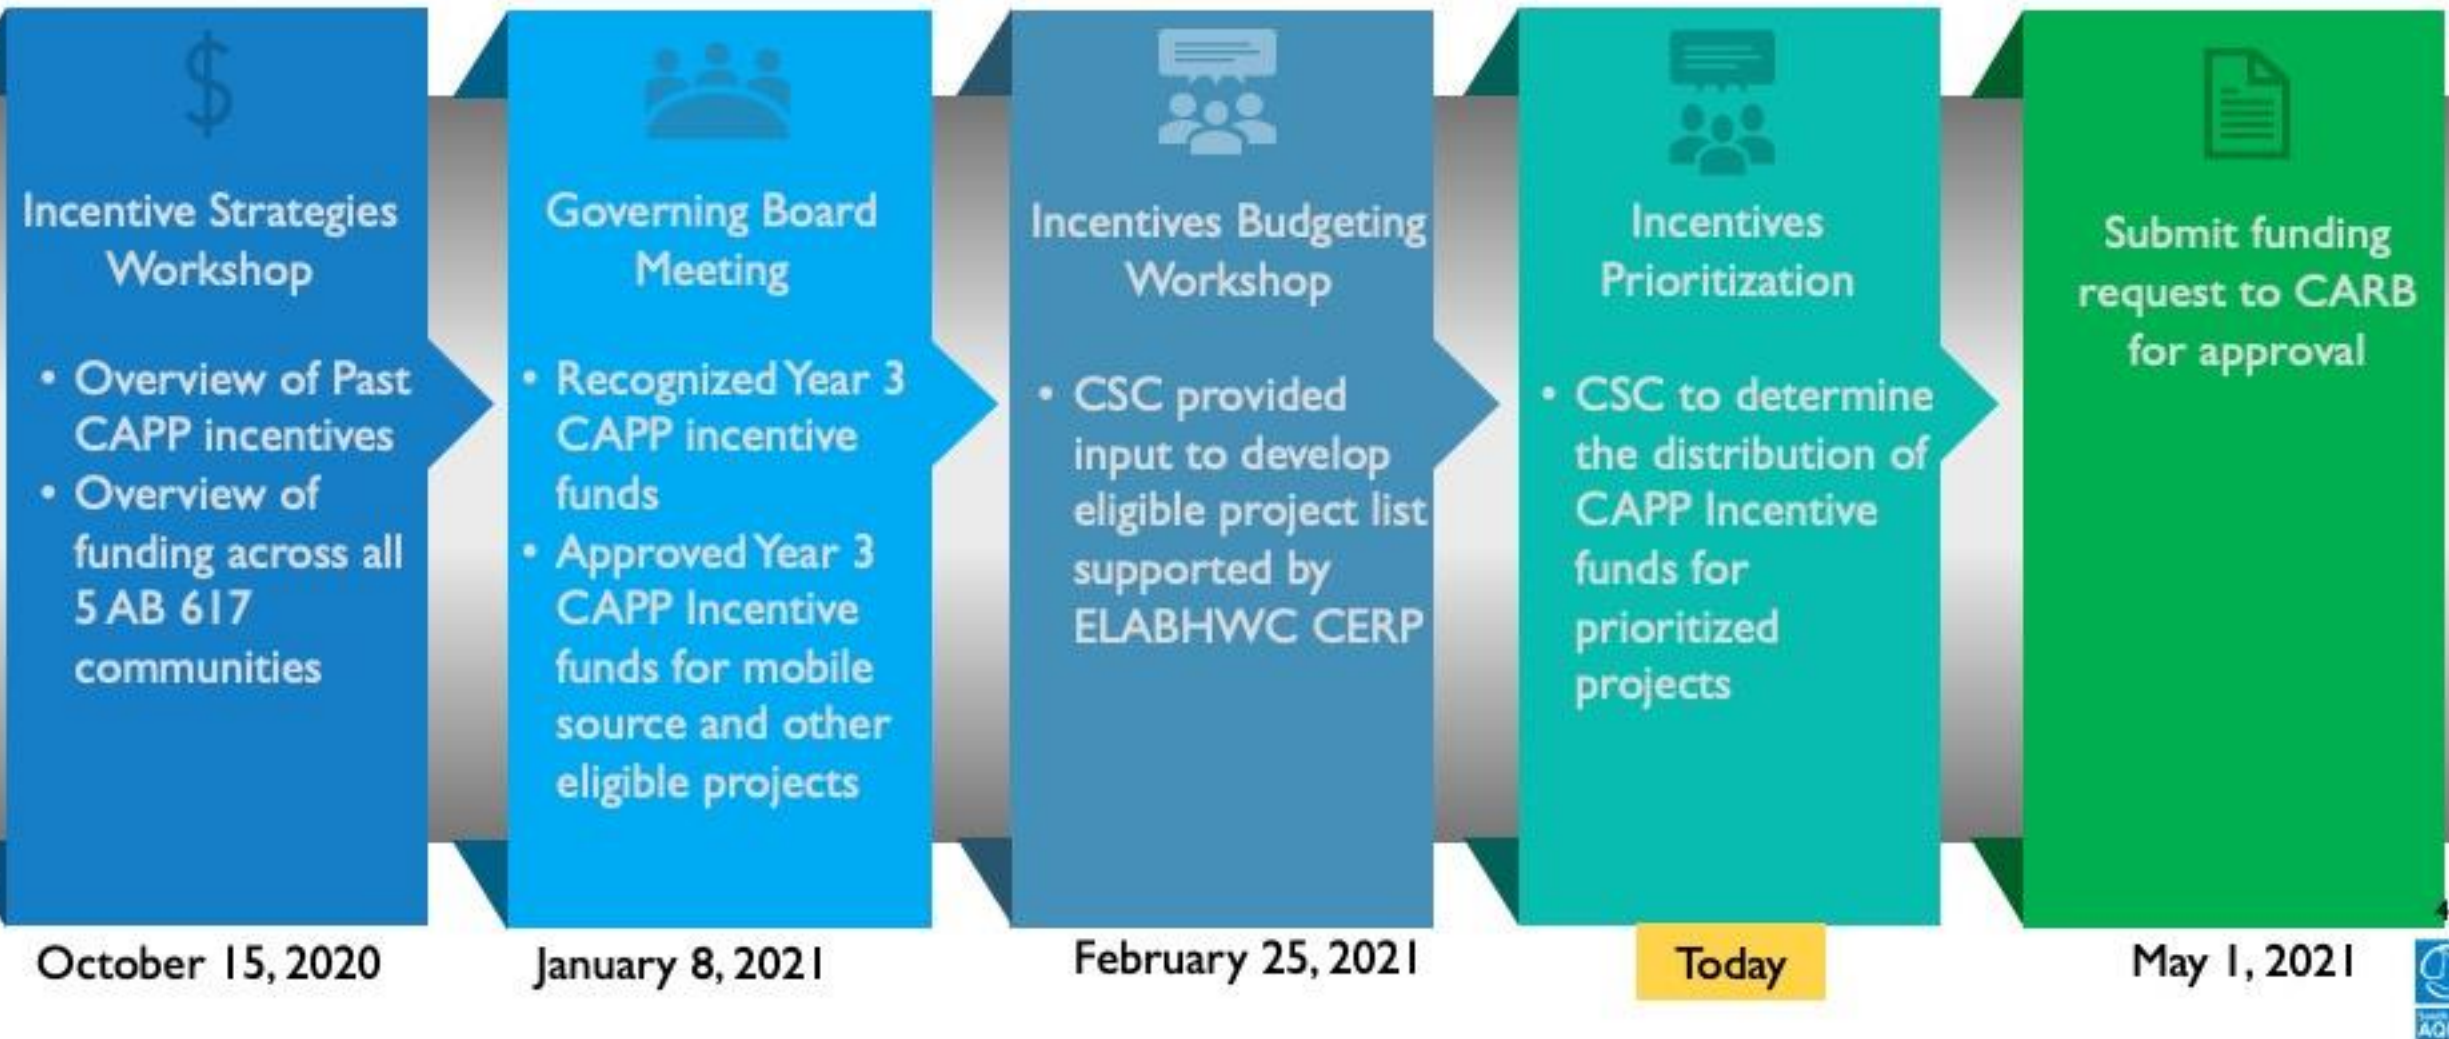 Incentive Strategies
Workshop
• Overview of Past
CAPP incentives
• Overview of
funding across all
5 AB 617
communities
October 15, 2020
Governing Board
Meeting
• Recognized Year 3
CAPP incentive
funds
• Approved Year 3
CAPP Incentive
funds for mobile
source and other
eligible projects
January 8, 2021
Incentives Budgeting
Workshop
• CSC provided
input to develop
eligible project list
supported by
ELABHWC CERP
February 25, 2021
Incentives
Prioritization
• CSC to determine
the distribution of
CAPP Incentive
funds for
prioritized
projects
Today
Submit funding
request to CARB
for approval
May 1, 2021
4